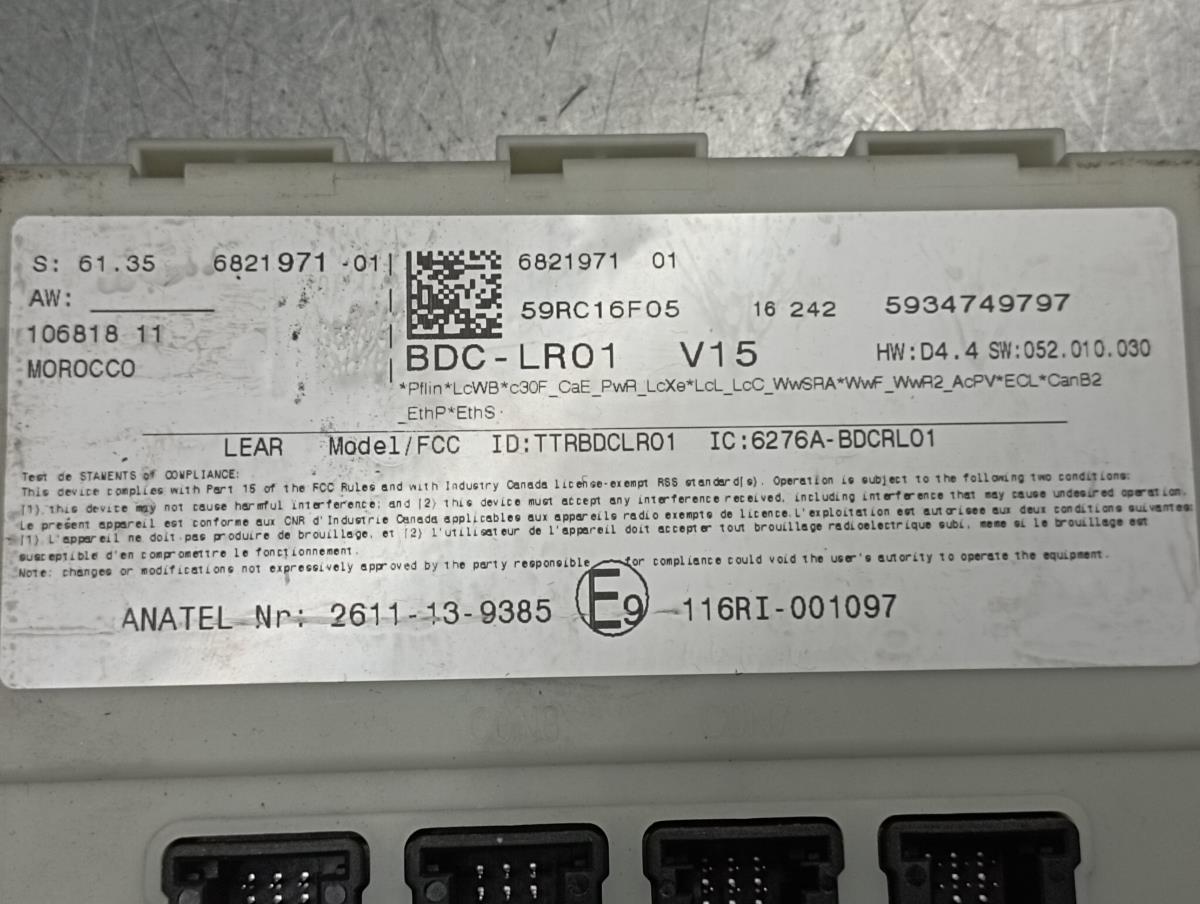 S: 61.35 6821971 -01|
AW:
106818 11
MOROCCO
6821971 01
59RC16F05 16 242 5934749797
BDC-LR01 V15 HW:D4.4 SW:052.010.030
*Pflin*LcWB*c30F_CaE_PwR_LcXe*LcL_LcC_WwSRA*WwF_WwR2_AcPV*ECL*CanB2
_EthP*EthS
LEAR Model/FCC ID:TTRBDCLR01 IC:6276A-BDCRL01
Test de STAMENTS of COMPLIANCE:
This device complies with Part 15 of the FCC Rules and with Industry Canada license-exempt RSS standard(s). Operation is subject to the following two conditions:
(1).this device may not cause harmful interference; and (2) this device must accept any interference received, including interference that may cause undesired operation.
Le présent appareil est conforme aux CNR d'Industrie Canada applicables aux appareils radio exempts de licence.L'exploitation est autorisee aux deux conditions suivantes:
(1) L'appareil ne doit pas produire de brouillage, et (2) l'utilisateur de l'appareil doit accepter tout brouillage radioelectrique subi, meme si le brouillage est
susceptible d'en compromettre le fonctionnement.
Note: changes or modifications not expressively approved by the party responsible for compliance could void the user's autority to operate the equipment.
ANATEL Nr: 2611-13-9385 E9 116RI-001097